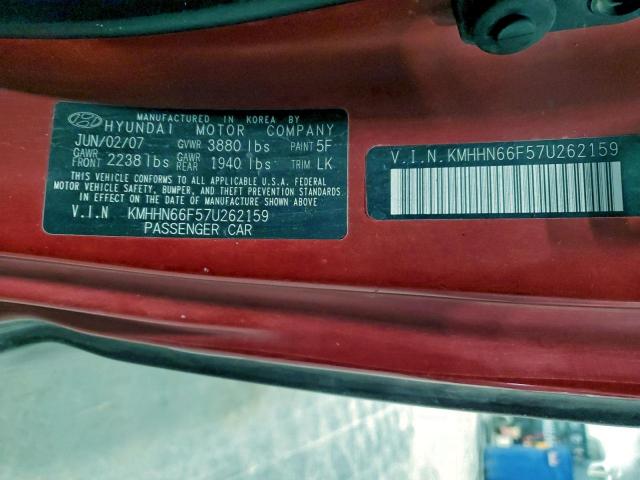 MANUFACTURED IN KOREA BY
HYUNDAI MOTOR COMPANY
JUN/02/07 GVWR 3880 lbs PAINT 5F
GAWR FRONT 2238 lbs GAWR REAR 1940 lbs TRIM LK
THIS VEHICLE CONFORMS TO ALL APPLICABLE U.S.A. FEDERAL
MOTOR VEHICLE SAFETY, BUMPER, AND THEFT PREVENTION STANDARDS
IN EFFECT ON THE DATE OF MANUFACTURE SHOWN ABOVE.
V.I.N KMHHN66F57U262159
PASSENGER CAR
V.I.N.KMHHN66F57U262159